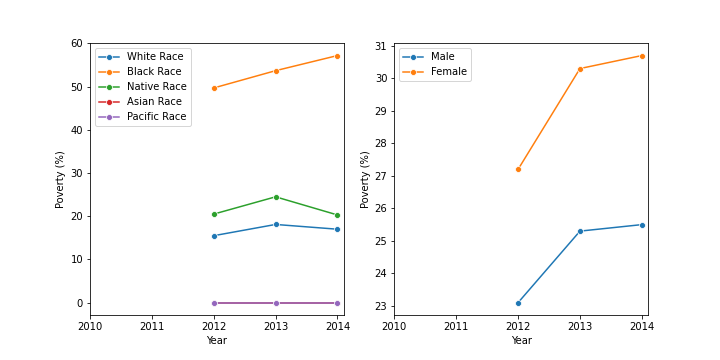 60
50
40
30
20
10
0
Poverty (%)
White Race
Black Race
Native Race
Asian Race
Pacific Race
2010 2011 2012 2013 2014
Year
31
30
29
28
27
26
25
24
23
Poverty (%)
Male
Female
2010 2011 2012 2013 2014
Year